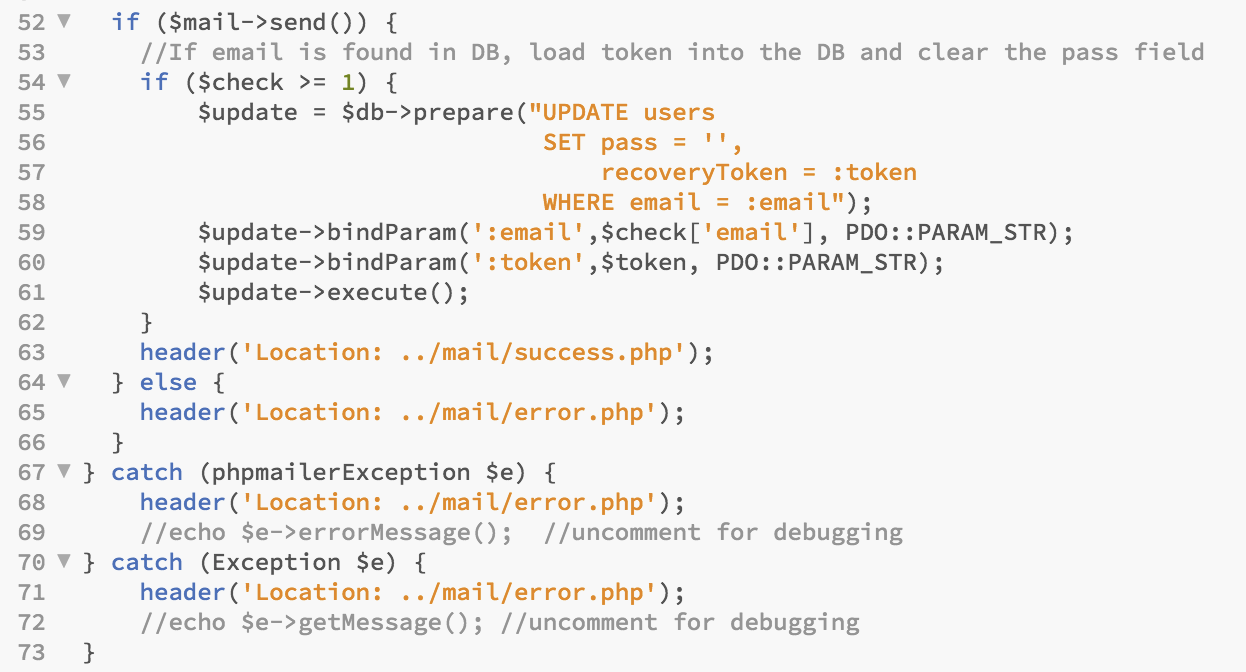 52 ▼ if ($mail->send()) {
53 //If email is found in DB, load token into the DB and clear the pass field
54 ▼ if ($check >= 1) {
55 $update = $db->prepare("UPDATE users
56 SET pass = '',
57 recoveryToken = :token
58 WHERE email = :email");
59 $update->bindParam(':email',$check['email'], PDO::PARAM_STR);
60 $update->bindParam(':token',$token, PDO::PARAM_STR);
61 $update->execute();
62 }
63 header('Location: ../mail/success.php');
64 ▼ } else {
65 header('Location: ../mail/error.php');
66 }
67 ▼ } catch (phpmailerException $e) {
68 header('Location: ../mail/error.php');
69 //echo $e->errorMessage(); //uncomment for debugging
70 ▼ } catch (Exception $e) {
71 header('Location: ../mail/error.php');
72 //echo $e->getMessage(); //uncomment for debugging
73 }